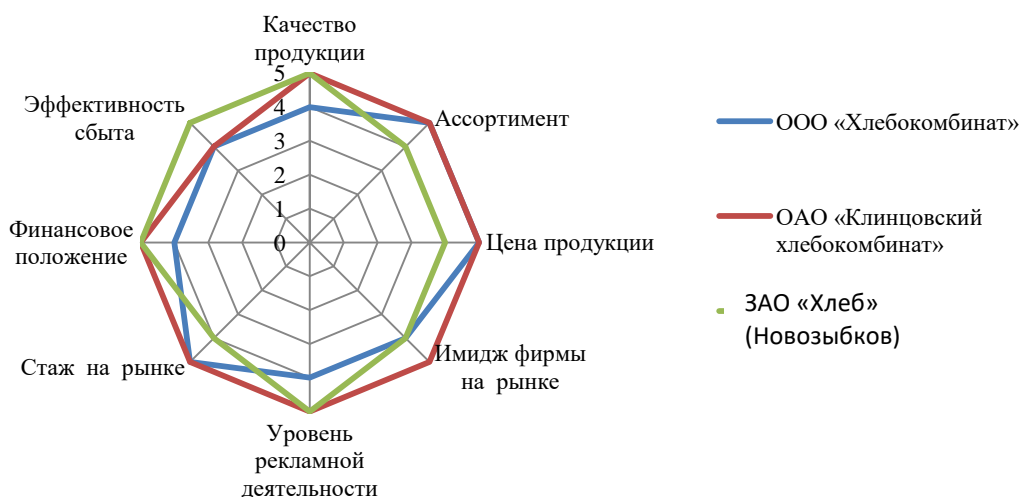 Качество
продукции
5
Эффективность
сбыта
4
Ассортимент
3
2
1
Финансовое
положение
0
Цена продукции
Стаж на рынке
Имидж фирмы
на рынке
Уровень
рекламной
деятельности
ООО «Хлебокомбинат»
ОАО «Клинцовский
хлебокомбинат»
ЗАО «Хлеб»
(Новозыбков)